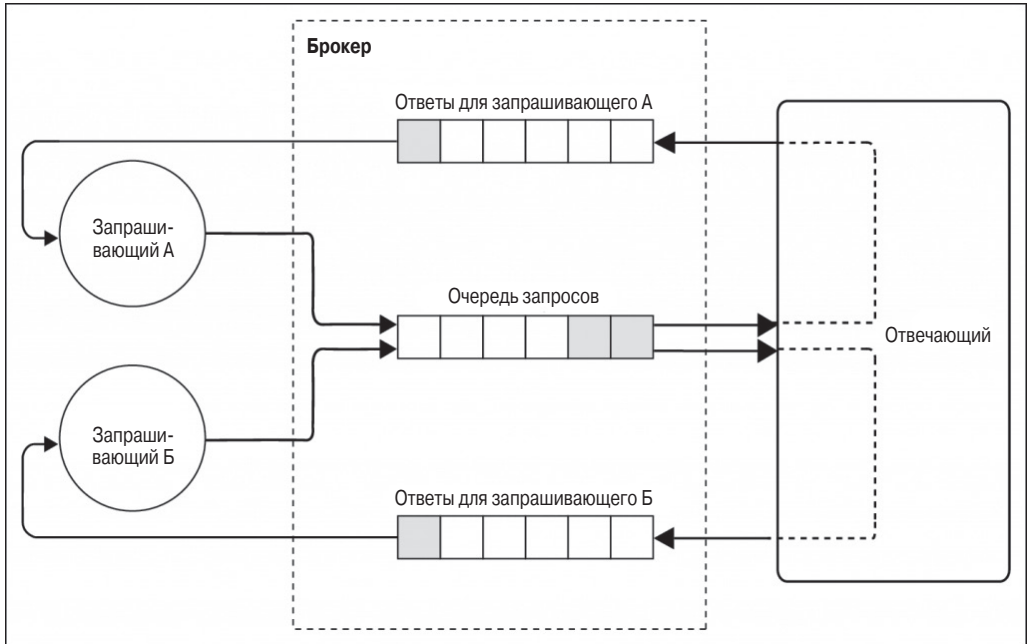 Брокер
Ответы для запрашивающего А
Запраши-
вающий А
Очередь запросов
Отвечающий
Запраши-
вающий Б
Ответы для запрашивающего Б